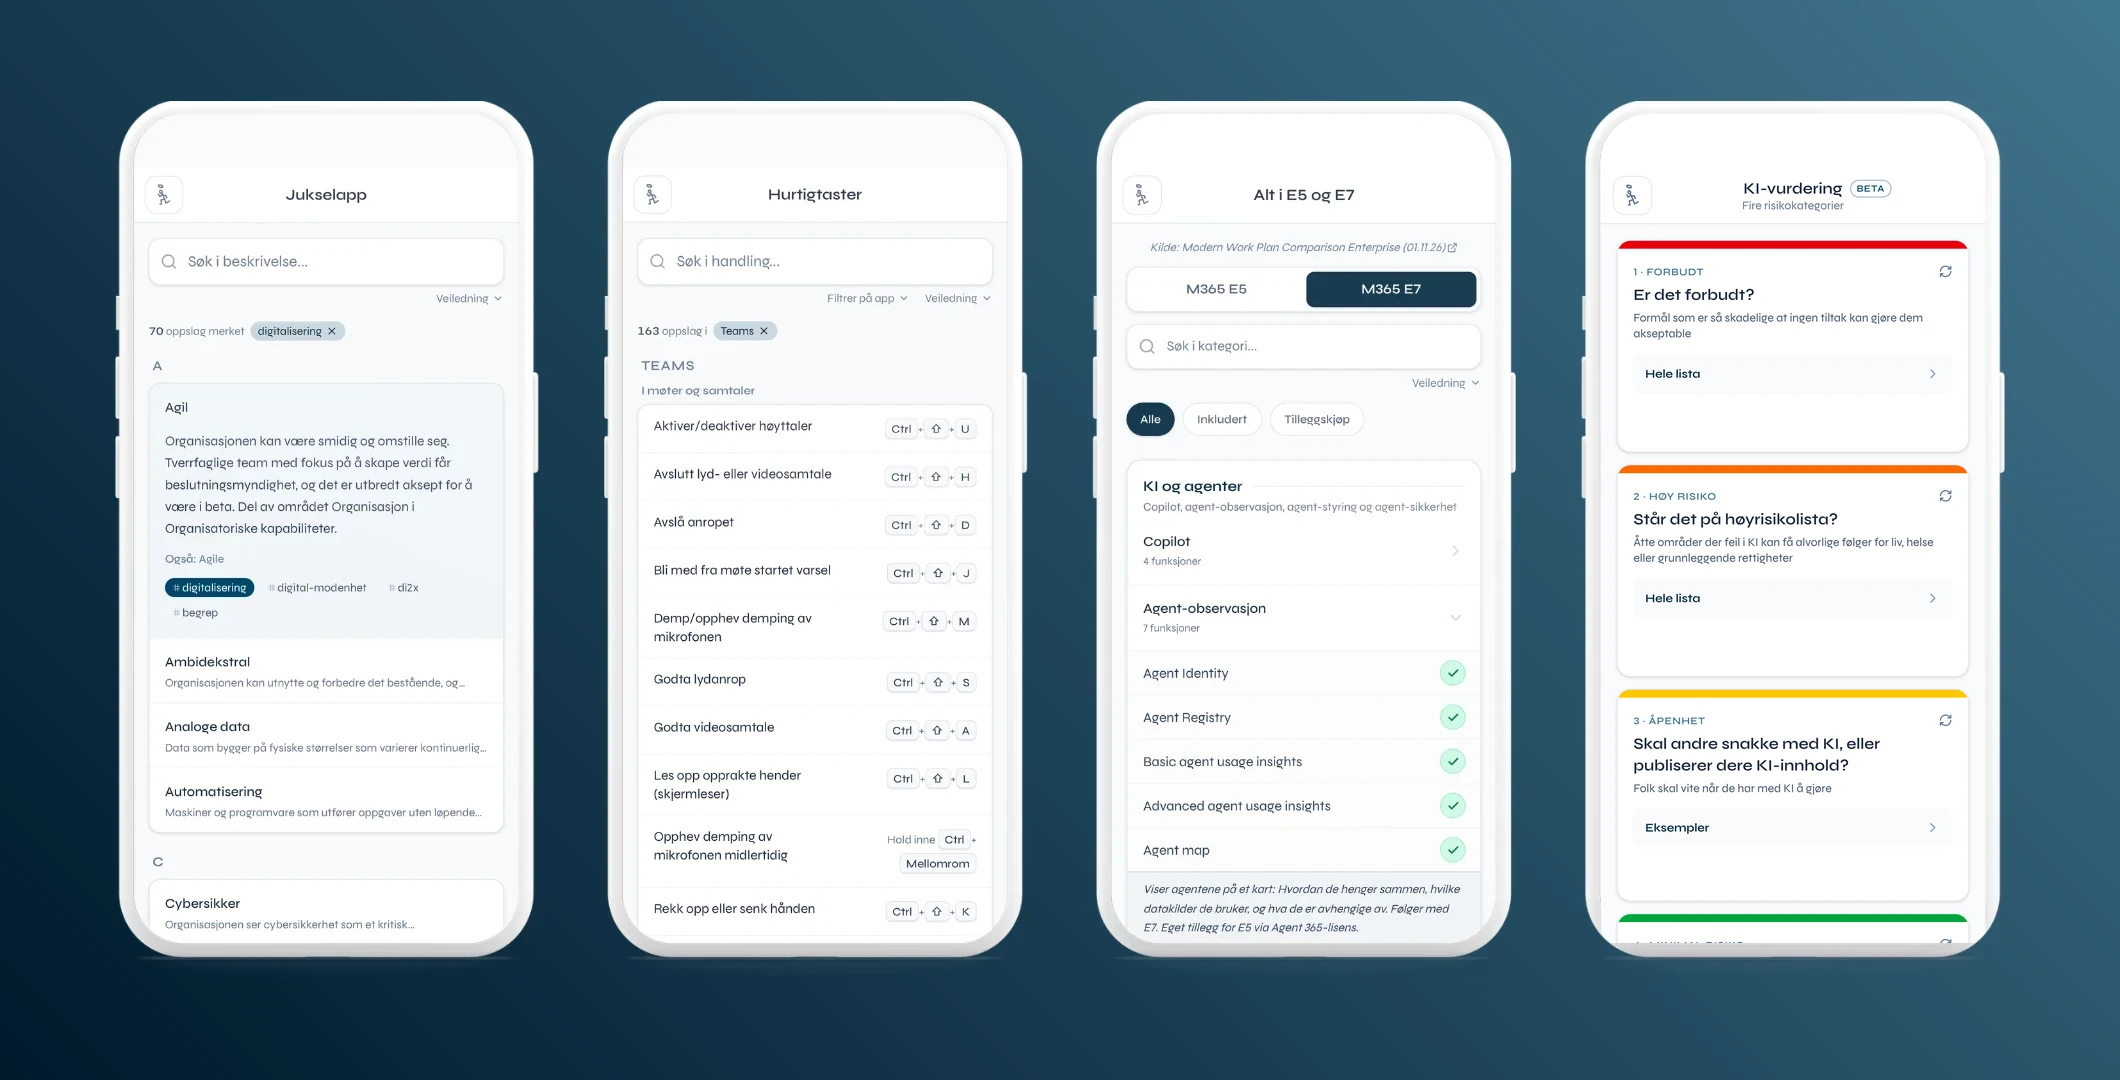 Jukselapp
Søk i beskrivelse...
Veiledning
70 oppslag merket digitalisering ×
A
Agil
Organisasjonen kan være smidig og omstille seg.
Tverrfaglige team med fokus på å skape verdi får
beslutningsmyndighet, og det er utbredt aksept for å
være i beta. Del av området Organisasjon i
Organisatoriske kapabiliteter.
Også: Agile
# digitalisering # digital-modenhet # di2x
# begrep
Ambidekstral
Organisasjonen kan utnytte og forbedre det bestående, og...
Analoge data
Data som bygger på fysiske størrelser som varierer kontinuerlig...
Automatisering
Maskiner og programvare som utfører oppgaver uten løpende...
C
Cybersikker
Organisasjonen ser cybersikkerhet som et kritisk...
Hurtigtaster
Søk i handling...
Filtrer på app Veiledning
163 oppslag i Teams ×
TEAMS
I møter og samtaler
Aktiver/deaktiver høyttaler Ctrl + ⇧ + U
Avslutt lyd- eller videosamtale Ctrl + ⇧ + H
Avslå anropet Ctrl + ⇧ + D
Bli med fra møte startet varsel Ctrl + ⇧ + J
Demp/opphev demping av
mikrofonen Ctrl + ⇧ + M
Godta lydanrop Ctrl + ⇧ + S
Godta videosamtale Ctrl + ⇧ + A
Les opp opprakte hender
(skjermleser) Ctrl + ⇧ + L
Opphev demping av
mikrofonen midlertidig Hold inne Ctrl +
Mellomrom
Rekk opp eller senk hånden Ctrl + ⇧ + K
Alt i E5 og E7
Kilde: Modern Work Plan Comparison Enterprise (01.11.26)
M365 E5 M365 E7
Søk i kategori...
Veiledning
Alle Inkludert Tilleggskjøp
KI og agenter
Copilot, agent-observasjon, agent-styring og agent-sikkerhet
Copilot
4 funksjoner
Agent-observasjon
7 funksjoner
Agent Identity
Agent Registry
Basic agent usage insights
Advanced agent usage insights
Agent map
Viser agentene på et kart: Hvordan de henger sammen, hvilke
datakilder de bruker, og hva de er avhengige av. Følger med
E7. Eget tillegg for E5 via Agent 365-lisens.
KI-vurdering BETA
Fire risikokategorier
1 · FORBUDT
Er det forbudt?
Formål som er så skadelige at ingen tiltak kan gjøre dem
akseptable
Hele lista
2 · HØY RISIKO
Står det på høyrisikolista?
Åtte områder der feil i KI kan få alvorlige følger for liv, helse
eller grunnleggende rettigheter
Hele lista
3 · ÅPENHET
Skal andre snakke med KI, eller
publiserer dere KI-innhold?
Folk skal vite når de har med KI å gjøre
Eksempler